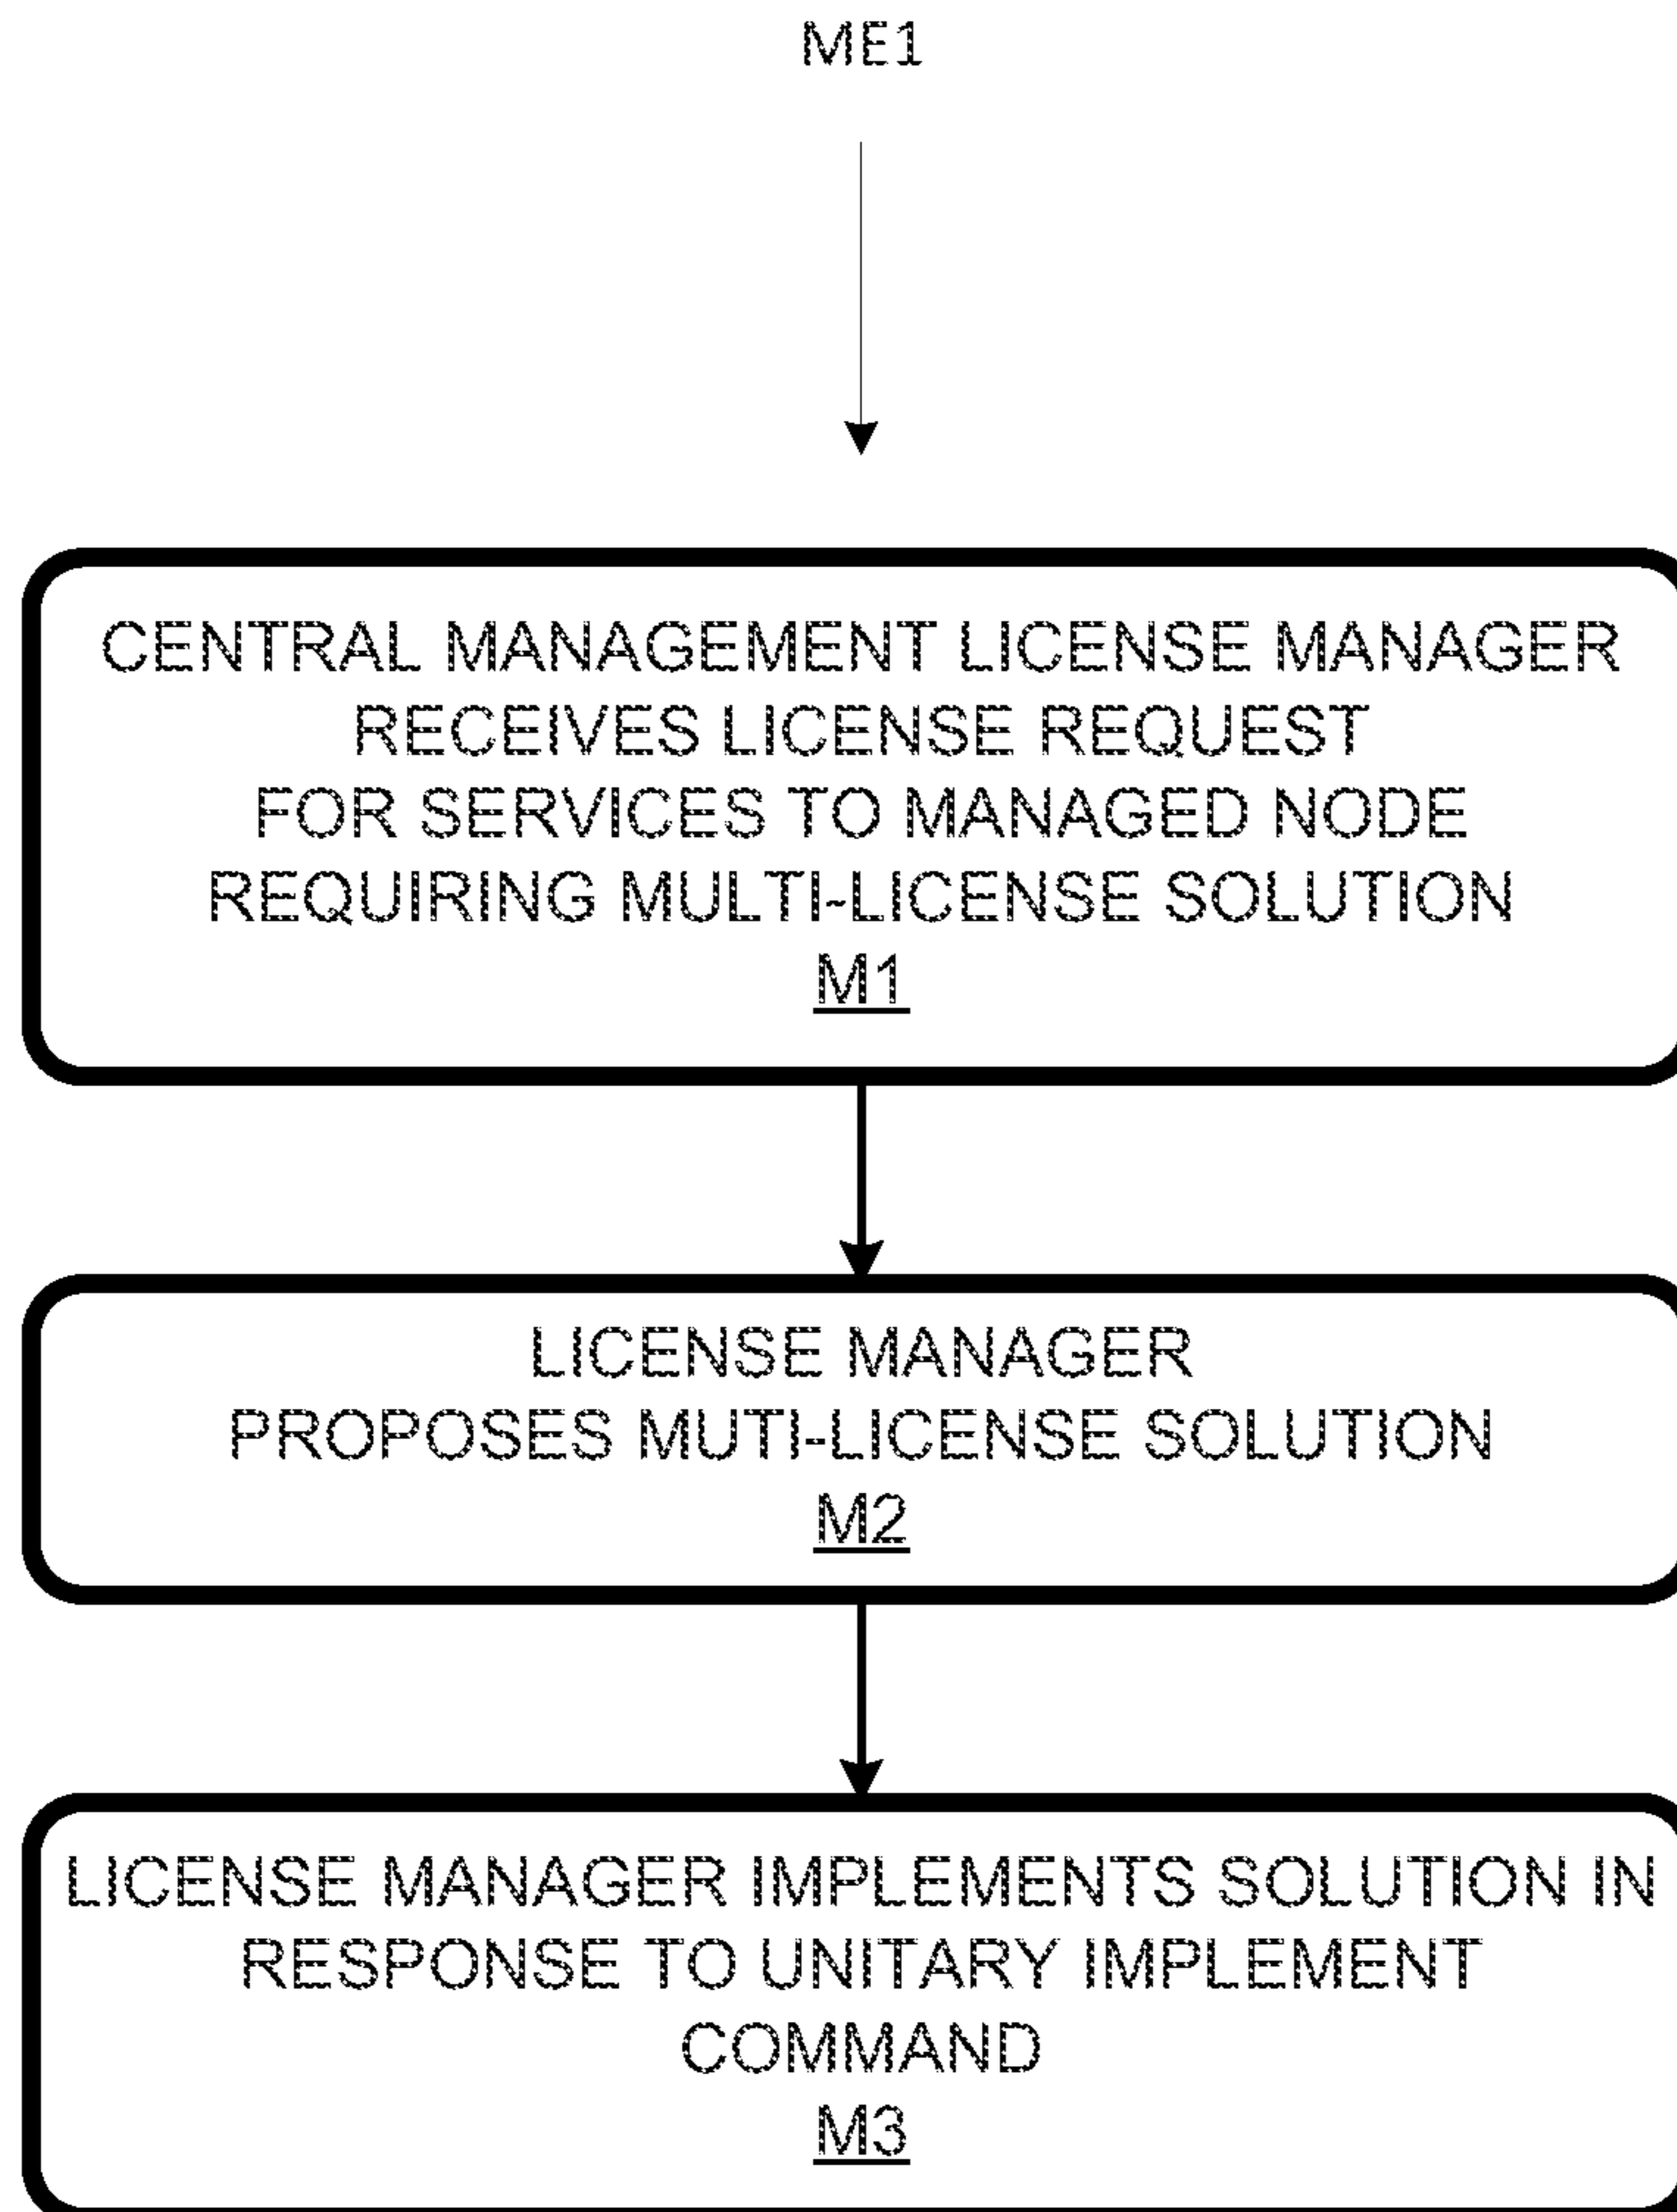 ME1
CENTRAL MANAGEMENT LICENSE MANAGER
RECEIVES LICENSE REQUEST
FOR SERVICES TO MANAGED NODE
REQUIRING MULTI-LICENSE SOLUTION
M1
LICENSE MANAGER
PROPOSES MUTI-LICENSE SOLUTION
M2
LICENSE MANAGER IMPLEMENTS SOLUTION IN
RESPONSE TO UNITARY IMPLEMENT
COMMAND
M3